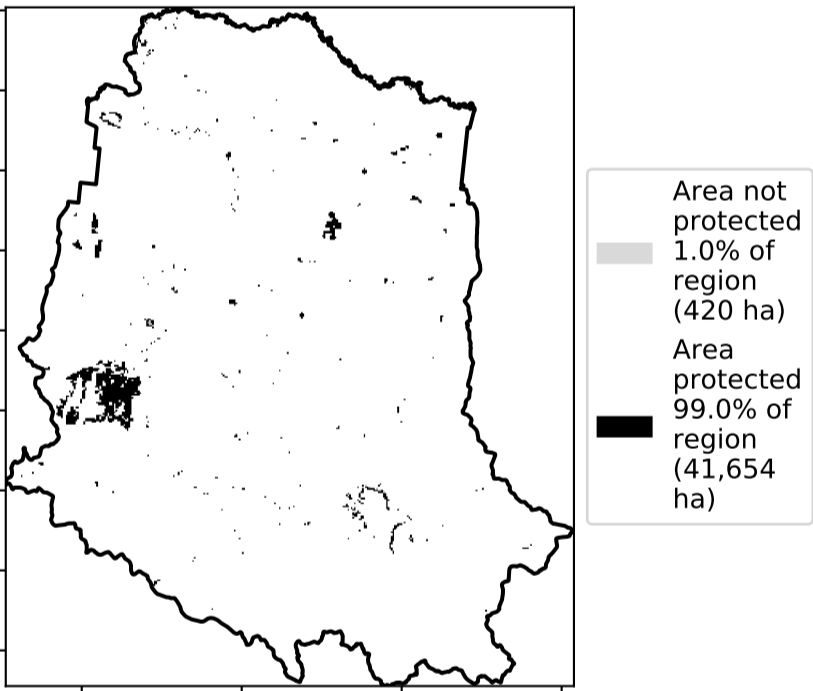 Area not
protected
1.0% of
region
(420 ha)
Area
protected
99.0% of
region
(41,654
ha)